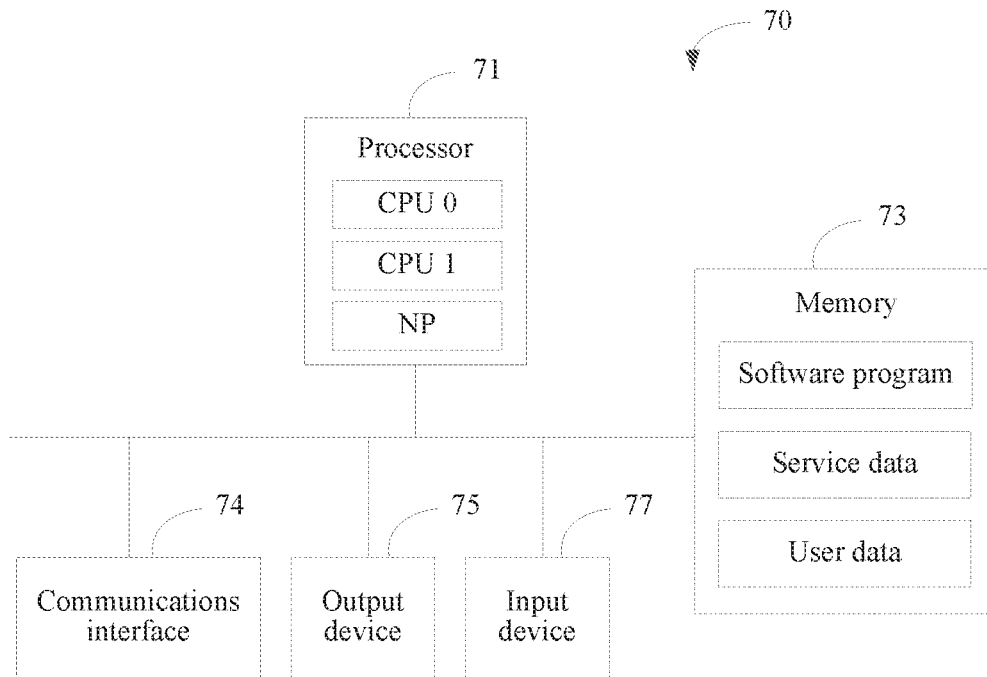 70
71
Processor
CPU 0
CPU 1
NP
73
Memory
Software program
Service data
User data
74
Communications
interface
75
Output
device
77
Input
device